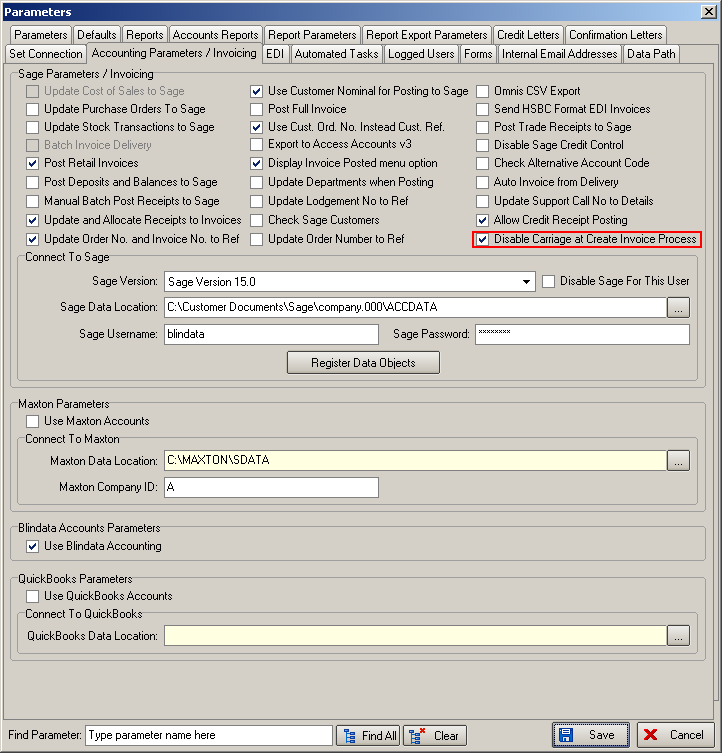 Parameters
Parameters Defaults Reports Accounts Reports Report Parameters Report Export Parameters Credit Letters Confirmation Letters
Set Connection Accounting Parameters / Invoicing EDI Automated Tasks Logged Users Forms Internal Email Addresses Data Path
Sage Parameters / Invoicing
Update Cost of Sales to Sage Use Customer Nominal for Posting to Sage Omnis CSV Export
Update Purchase Orders To Sage Post Full Invoice Send HSBC Format EDI Invoices
Update Stock Transactions to Sage Use Cust. Ord. No. Instead Cust. Ref. Post Trade Receipts to Sage
Batch Invoice Delivery Export to Access Accounts v3 Disable Sage Credit Control
Post Retail Invoices Display Invoice Posted menu option Check Alternative Account Code
Post Deposits and Balances to Sage Update Departments when Posting Auto Invoice from Delivery
Manual Batch Post Receipts to Sage Update Lodgement No to Ref Update Support Call No to Details
Update and Allocate Receipts to Invoices Check Sage Customers Allow Credit Receipt Posting
Update Order No. and Invoice No. to Ref Update Order Number to Ref Disable Carriage at Create Invoice Process
Connect To Sage
Sage Version: Sage Version 15.0 Disable Sage For This User
Sage Data Location: C:\Customer Documents\Sage\company.000\ACCDATA ...
Sage Username: blindata Sage Password: ********
Register Data Objects
Maxton Parameters
Use Maxton Accounts
Connect To Maxton
Maxton Data Location: C:\MAXTON\SDATA ...
Maxton Company ID: A
Blindata Accounts Parameters
Use Blindata Accounting
QuickBooks Parameters
Use QuickBooks Accounts
Connect To QuickBooks
QuickBooks Data Location: ...
Find Parameter: Type parameter name here Find All Clear Save Cancel